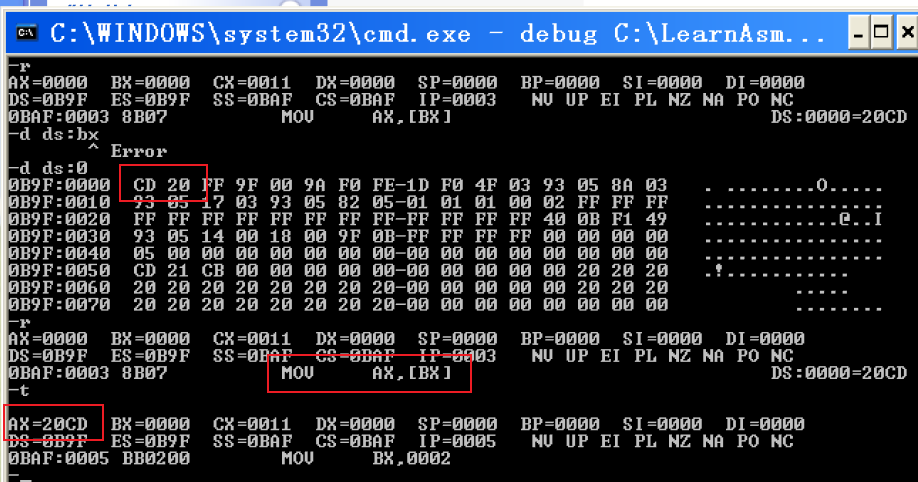 C:\WINDOWS\system32\cmd.exe - debug C:\LearnAsm...
-r
AX=0000  BX=0000  CX=0011  DX=0000  SP=0000  BP=0000  SI=0000  DI=0000
DS=0B9F  ES=0B9F  SS=0BAF  CS=0BAF  IP=0003   NV UP EI PL NZ NA PO NC
0BAF:0003 8B07          MOV     AX,[BX]                            DS:0000=20CD
-d ds:bx
      ^ Error
-d ds:0
0B9F:0000  CD 20 FF 9F 00 9A F0 FE-1D F0 4F 03 93 05 8A 03   . ........O.....
0B9F:0010  93 05 17 03 93 05 82 05-01 01 01 00 02 FF FF FF   ................
0B9F:0020  FF FF FF FF FF FF FF FF-FF FF FF FF 40 0B F1 49   ............@..I
0B9F:0030  93 05 14 00 18 00 9F 0B-FF FF FF FF 00 00 00 00   ................
0B9F:0040  05 00 00 00 00 00 00 00-00 00 00 00 00 00 00 00   ................
0B9F:0050  CD 21 CB 00 00 00 00 00-00 00 00 00 00 20 20 20   .!...........
0B9F:0060  20 20 20 20 20 20 20 20-00 00 00 00 00 20 20 20           .....
0B9F:0070  20 20 20 20 20 20 20 20-00 00 00 00 00 00 00 00           ........
-r
AX=0000  BX=0000  CX=0011  DX=0000  SP=0000  BP=0000  SI=0000  DI=0000
DS=0B9F  ES=0B9F  SS=0BAF  CS=0BAF  IP=0003   NV UP EI PL NZ NA PO NC
0BAF:0003 8B07          MOV     AX,[BX]                            DS:0000=20CD
-t
AX=20CD  BX=0000  CX=0011  DX=0000  SP=0000  BP=0000  SI=0000  DI=0000
DS=0B9F  ES=0B9F  SS=0BAF  CS=0BAF  IP=0005   NV UP EI PL NZ NA PO NC
0BAF:0005 BB0200        MOV     BX,0002
-_